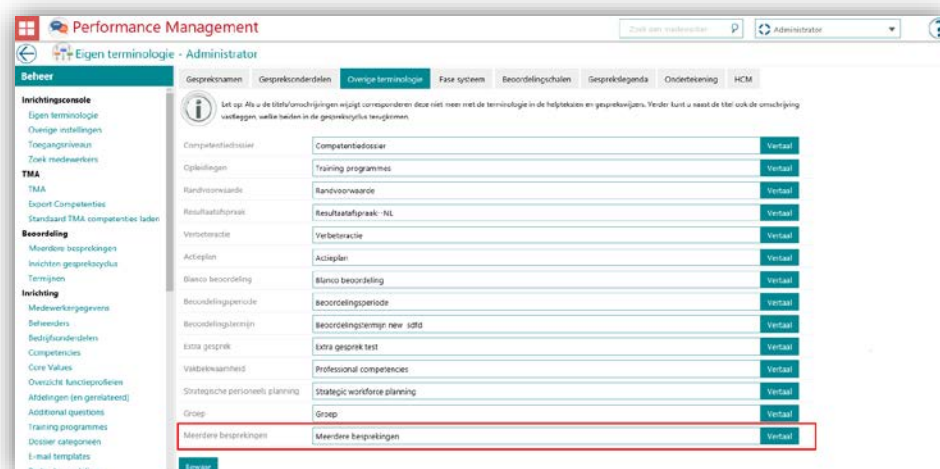 Performance Management
Zoek een medewerker
Administrator
?
Eigen terminologie - Administrator
Beheer
Gespreksnamen Gespreksonderdelen Overige terminologie Fase systeem Beoordelingschalen Gesprekslegenda Ondertekening HCM
Let op: Als u de titels/omschrijvingen wijzigt corresponderen deze niet meer met de terminologie in de helpteksten en gesprekswijzers. Verder kunt u naast de titel ook de omschrijving
vastleggen, welke beiden in de gesprekscyclus terugkomen.
Inrichtingsconsole
Eigen terminologie
Overige instellingen
Toegangsniveaus
Zoek medewerkers
TMA
TMA
Export Competenties
Standaard TMA competenties laden
Beoordeling
Meerdere besprekingen
Inrichten gesprekscyclus
Termijnen
Inrichting
Medewerkergegevens
Beheerders
Bedrijfsonderdelen
Competencies
Core Values
Overzicht functieprofielen
Afdelingen (en gerelateerd)
Additional questions
Training programmes
Dossier categorieen
E-mail templates
Competentiedossier Competentiedossier Vertaal
Opleidingen Training programmes Vertaal
Randvoorwaarde Randvoorwaarde Vertaal
Resultaatafspraak Resultaatafspraak--NL Vertaal
Verbeteractie Verbeteractie Vertaal
Actieplan Actieplan Vertaal
Blanco beoordeling Blanco beoordeling Vertaal
Beoordelingsperiode Beoordelingsperiode Vertaal
Beoordelingstermijn Beoordelingstermijn new sdfd Vertaal
Extra gesprek Extra gesprek test Vertaal
Vakbekwaamheid Professional competencies Vertaal
Strategische personeels planning Strategic workforce planning Vertaal
Groep Groep Vertaal
Meerdere besprekingen Meerdere besprekingen Vertaal
Bewaar